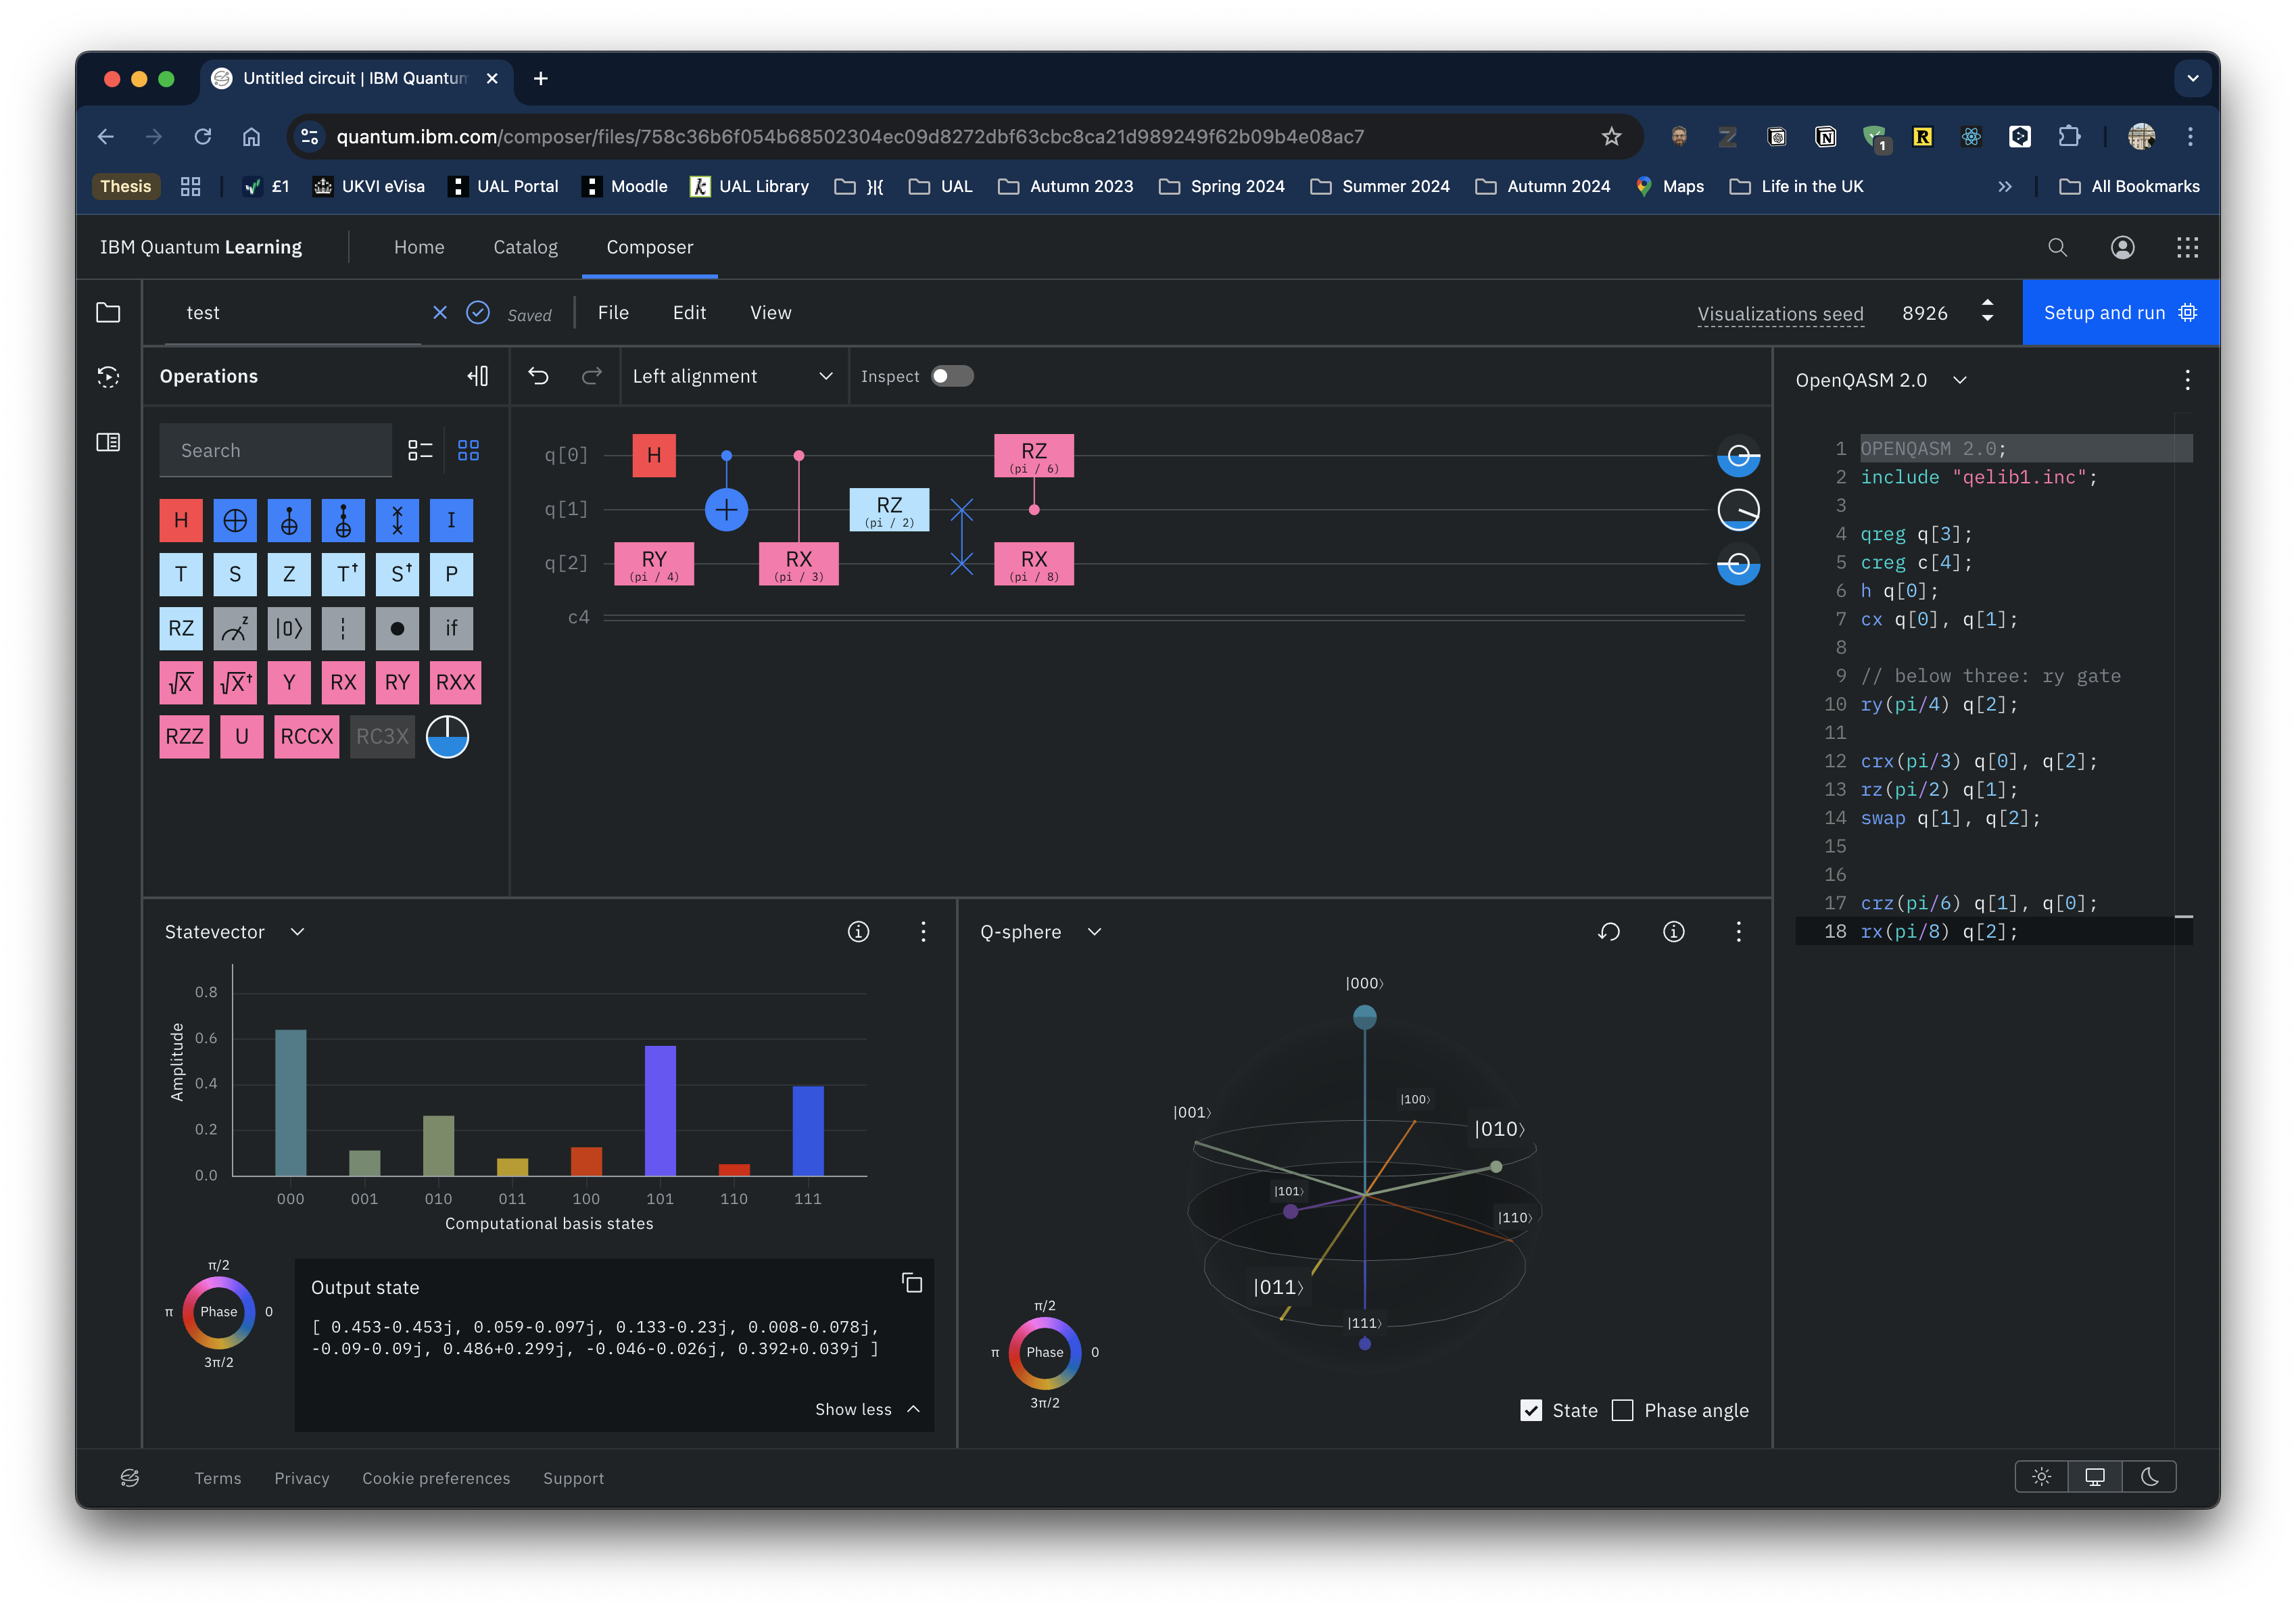 Untitled circuit | IBM Quantum
quantum.ibm.com/composer/files/758c36b6f054b68502304ec09d8272dbf63cbc8ca21d989249f62b09b4e08ac7
1
Thesis £1 UKVI eVisa UAL Portal Moodle UAL Library }|{ UAL Autumn 2023 Spring 2024 Summer 2024 Autumn 2024 Maps Life in the UK » All Bookmarks
IBM Quantum Learning Home Catalog Composer
test Saved File Edit View Visualizations seed 8926 Setup and run
Operations Left alignment Inspect
Search
H I
T S Z T† S† P
RZ z |0⟩ if
√X √X† Y RX RY RXX
RZZ U RCCX RC3X
q[0] H RZ (pi / 6)
q[1] + RZ (pi / 2)
q[2] RY (pi / 4) RX (pi / 3) RX (pi / 8)
c4
OpenQASM 2.0
1 OPENQASM 2.0;
2 include "qelib1.inc";
3
4 qreg q[3];
5 creg c[4];
6 h q[0];
7 cx q[0], q[1];
8
9 // below three: ry gate
10 ry(pi/4) q[2];
11
12 crx(pi/3) q[0], q[2];
13 rz(pi/2) q[1];
14 swap q[1], q[2];
15
16
17 crz(pi/6) q[1], q[0];
18 rx(pi/8) q[2];
Statevector
Amplitude
0.8
0.6
0.4
0.2
0.0
000 001 010 011 100 101 110 111
Computational basis states
π/2
π Phase 0
3π/2
Output state
[ 0.453-0.453j, 0.059-0.097j, 0.133-0.23j, 0.008-0.078j,
-0.09-0.09j, 0.486+0.299j, -0.046-0.026j, 0.392+0.039j ]
Show less
Q-sphere
|000⟩
|100⟩
|001⟩
|010⟩
|101⟩
|110⟩
|011⟩
|111⟩
π/2
π Phase 0
3π/2
State Phase angle
Terms Privacy Cookie preferences Support